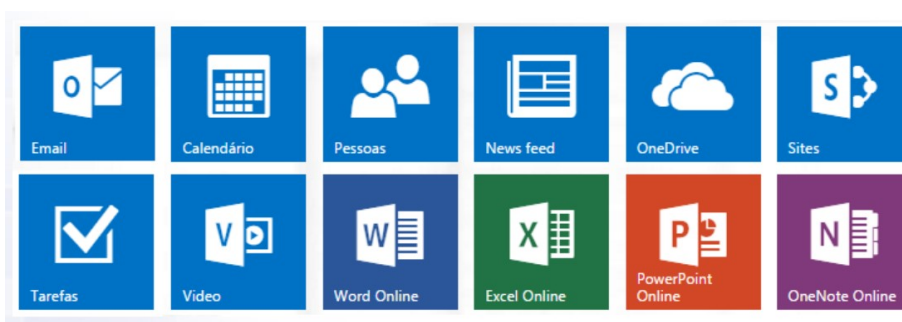 O
Email
Calendário
Pessoas
News feed
OneDrive
S
Sites
Tarefas
V
Video
W
Word Online
X
Excel Online
P
PowerPoint
Online
N
OneNote Online